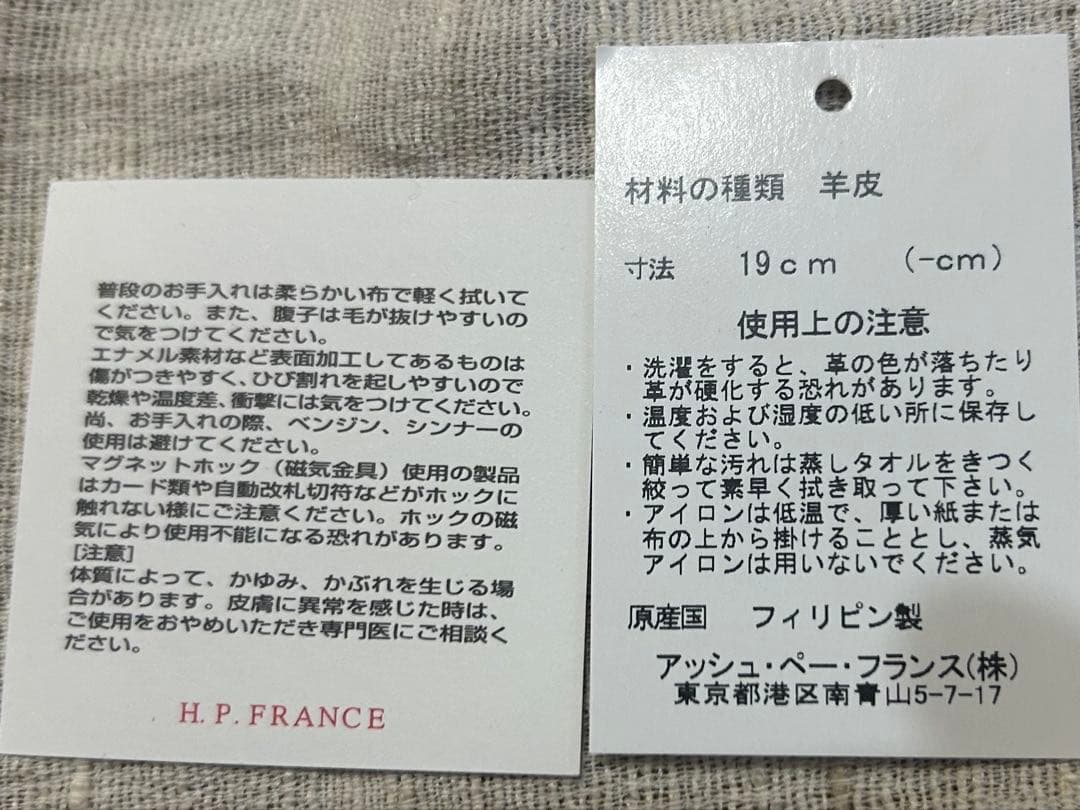 普段のお手入れは柔らかい布で軽く拭いて
ください。また、腹子は毛が抜けやすいの
で気をつけてください。
エナメル素材など表面加工してあるものは
傷がつきやすく、ひび割れを起しやすいので
乾燥や温度差、衝撃には気をつけてください。
尚、お手入れの際、ベンジン、シンナーの
使用は避けてください。
マグネットホック（磁気金具）使用の製品
はカード類や自動改札切符などがホックに
触れない様にご注意ください。ホックの磁
気により使用不能になる恐れがあります。
[注意]
体質によって、かゆみ、かぶれを生じる場
合があります。皮膚に異常を感じた時は、
ご使用をおやめいただき専門医にご相談く
ださい。
H. P. FRANCE
材料の種類 羊皮
寸法 19cm (-cm)
使用上の注意
・洗濯をすると、革の色が落ちたり
革が硬化する恐れがあります。
・温度および湿度の低い所に保存し
てください。
・簡単な汚れは蒸しタオルをきつく
絞って素早く拭き取って下さい。
・アイロンは低温で、厚い紙または
布の上から掛けることとし、蒸気
アイロンは用いないでください。
原産国 フィリピン製
アッシュ・ペー・フランス(株)
東京都港区南青山5-7-17